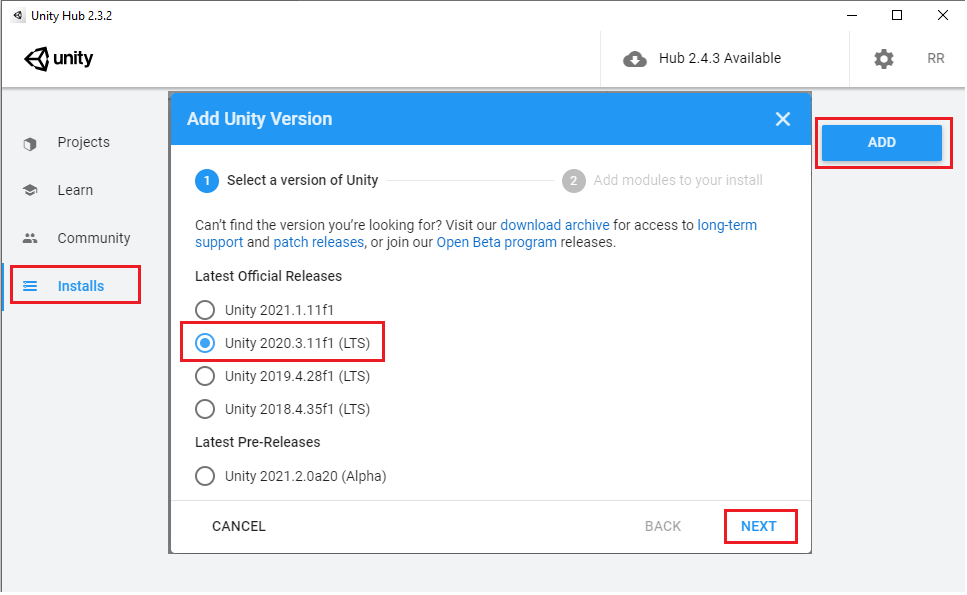 Unity Hub 2.3.2
unity
Hub 2.4.3 Available
RR
Projects
Learn
Community
Installs
ADD
Add Unity Version
1 Select a version of Unity
2 Add modules to your install
Can't find the version you're looking for? Visit our download archive for access to long-term
support and patch releases, or join our Open Beta program releases.
Latest Official Releases
Unity 2021.1.11f1
Unity 2020.3.11f1 (LTS)
Unity 2019.4.28f1 (LTS)
Unity 2018.4.35f1 (LTS)
Latest Pre-Releases
Unity 2021.2.0a20 (Alpha)
CANCEL
BACK
NEXT